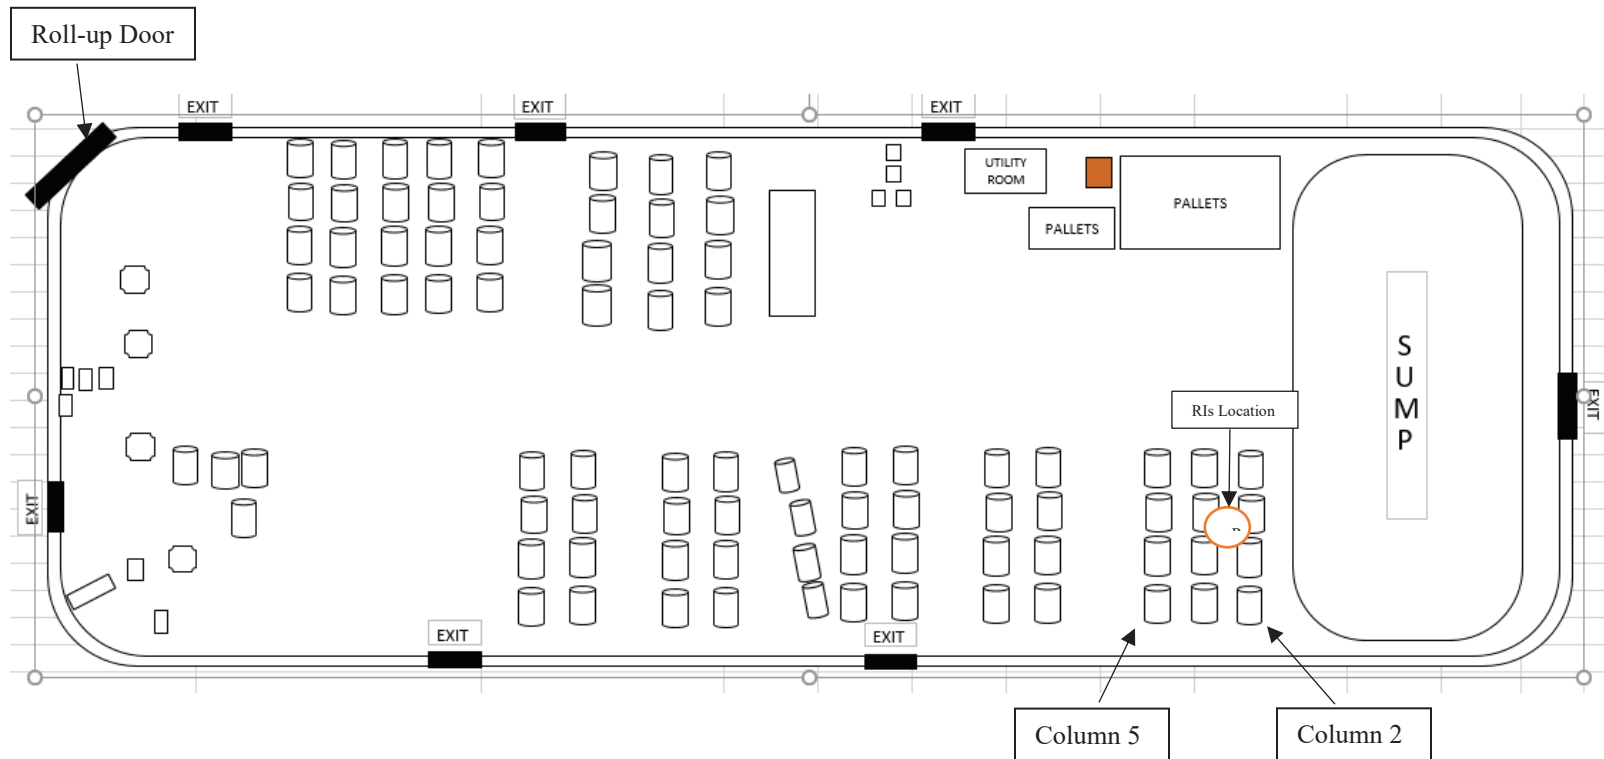 Roll-up Door
EXIT
EXIT
EXIT
UTILITY
ROOM
PALLETS
PALLETS
RIs Location
S
U
M
P
EXIT
EXIT
EXIT
EXIT
Column 5
Column 2